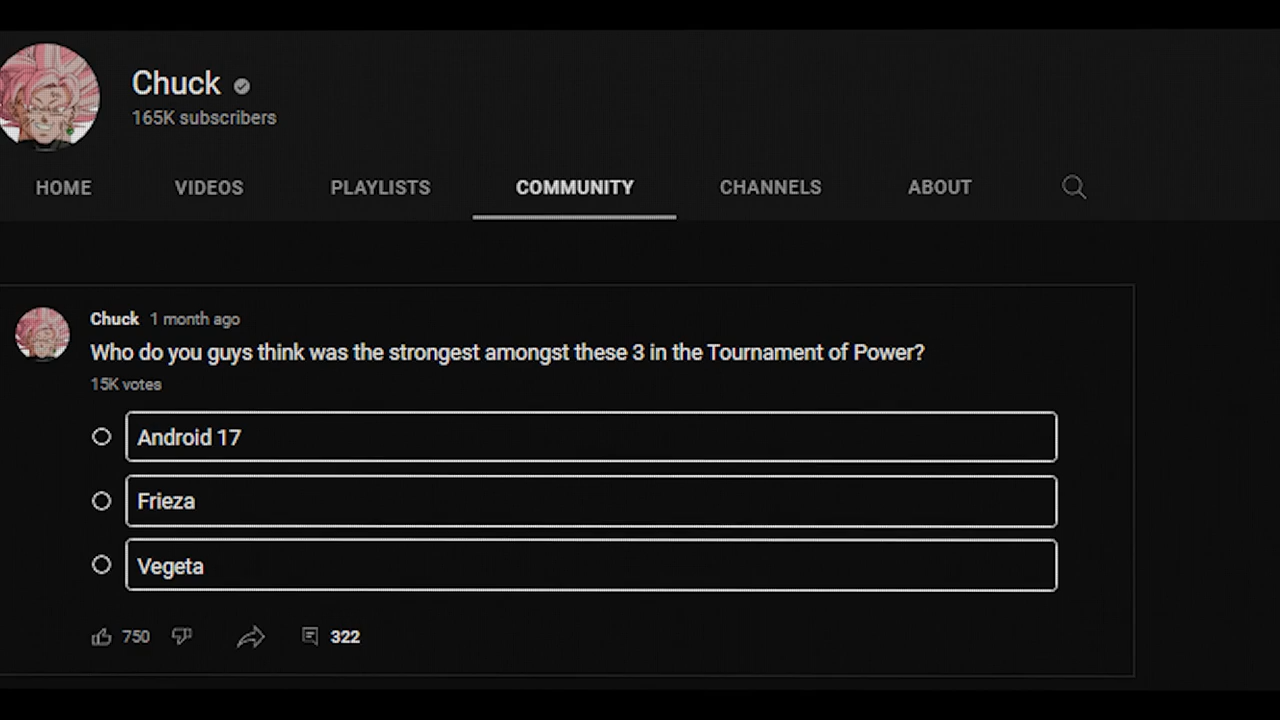 Chuck
165K subscribers
HOME VIDEOS PLAYLISTS COMMUNITY CHANNELS ABOUT
Chuck 1 month ago
Who do you guys think was the strongest amongst these 3 in the Tournament of Power?
15K votes
Android 17
Frieza
Vegeta
750 322